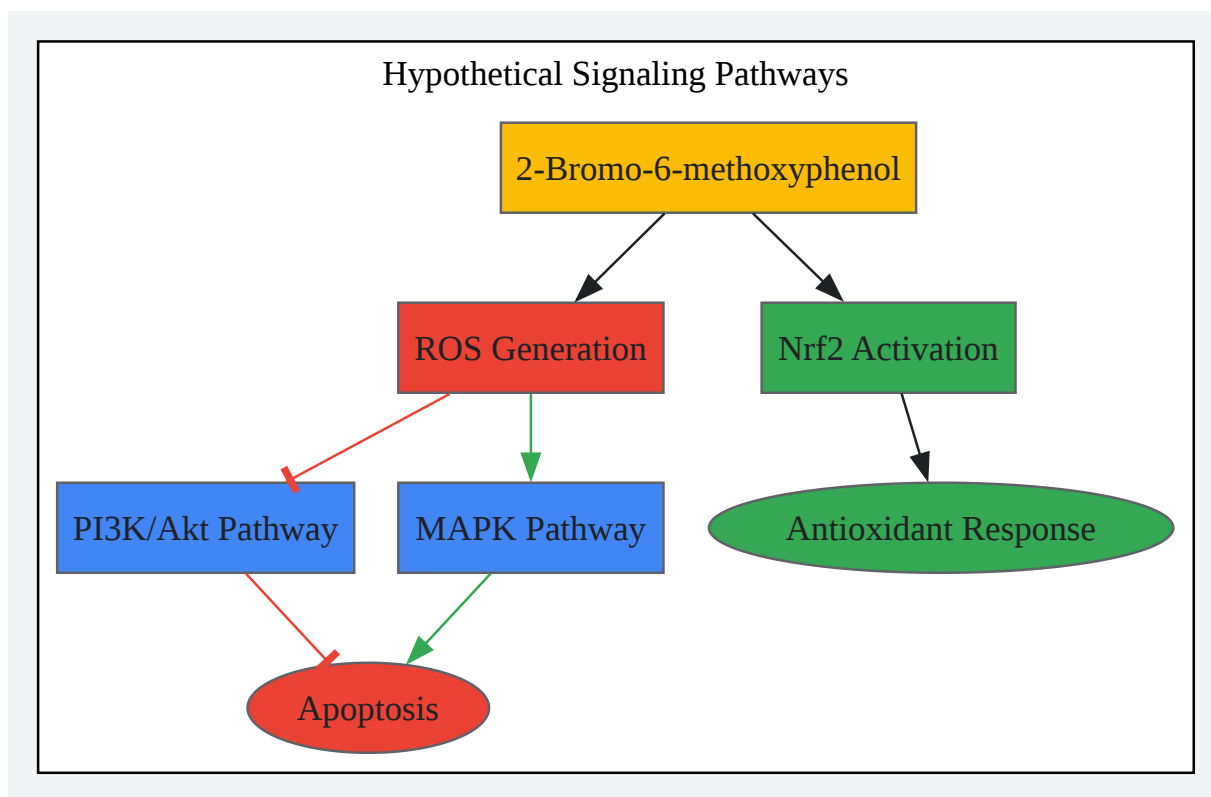 Hypothetical Signaling Pathways
2-Bromo-6-methoxyphenol
ROS Generation
Nrf2 Activation
PI3K/Akt Pathway
MAPK Pathway
Antioxidant Response
Apoptosis